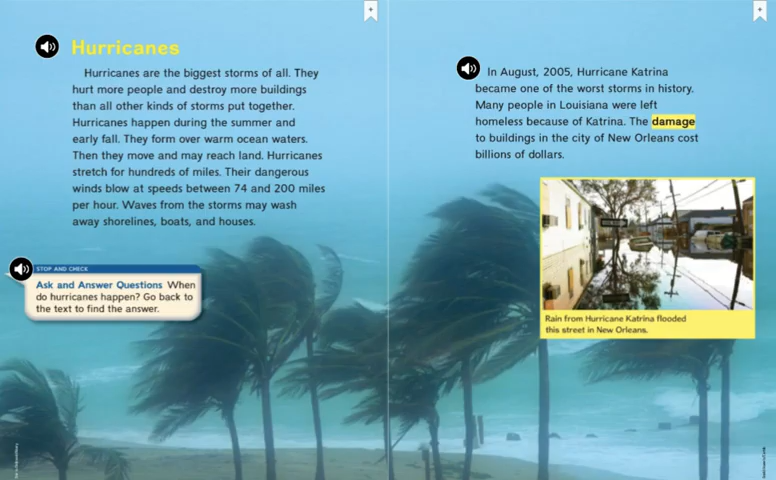 Hurricanes
Hurricanes are the biggest storms of all. They
hurt more people and destroy more buildings
than all other kinds of storms put together.
Hurricanes happen during the summer and
early fall. They form over warm ocean waters.
Then they move and may reach land. Hurricanes
stretch for hundreds of miles. Their dangerous
winds blow at speeds between 74 and 200 miles
per hour. Waves from the storms may wash
away shorelines, boats, and houses.
STOP AND CHECK
Ask and Answer Questions When
do hurricanes happen? Go back to
the text to find the answer.
In August, 2005, Hurricane Katrina
became one of the worst storms in history.
Many people in Louisiana were left
homeless because of Katrina. The damage
to buildings in the city of New Orleans cost
billions of dollars.
Rain from Hurricane Katrina flooded
this street in New Orleans.